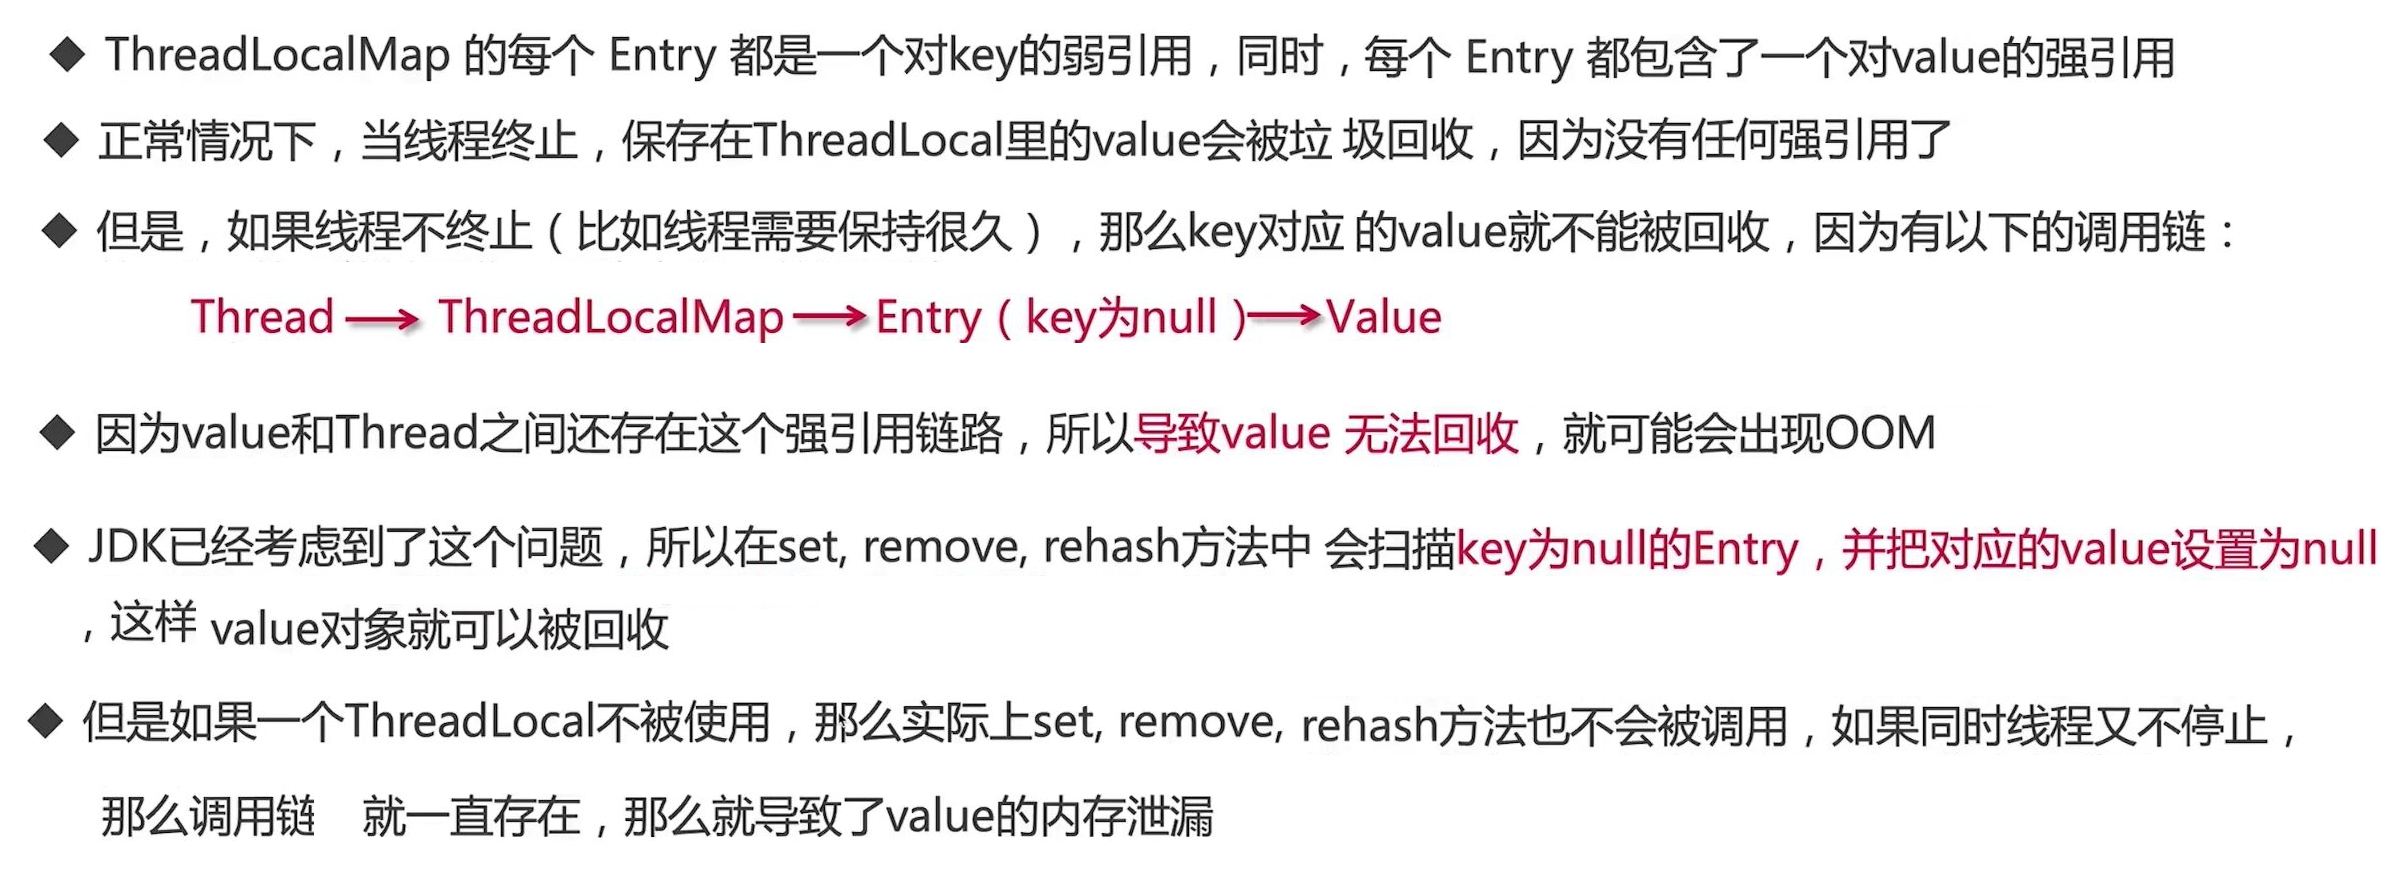 ◆ ThreadLocalMap 的每个 Entry 都是一个对key的弱引用，同时，每个 Entry 都包含了一个对value的强引用
◆ 正常情况下，当线程终止，保存在ThreadLocal里的value会被垃 圾回收，因为没有任何强引用了
◆ 但是，如果线程不终止（比如线程需要保持很久），那么key对应 的value就不能被回收，因为有以下的调用链：
Thread → ThreadLocalMap → Entry（key为null）→ Value
◆ 因为value和Thread之间还存在这个强引用链路，所以导致value 无法回收，就可能会出现OOM
◆ JDK已经考虑到了这个问题，所以在set, remove, rehash方法中 会扫描key为null的Entry，并把对应的value设置为null
，这样 value对象就可以被回收
◆ 但是如果一个ThreadLocal不被使用，那么实际上set, remove, rehash方法也不会被调用，如果同时线程又不停止，
那么调用链 就一直存在，那么就导致了value的内存泄漏